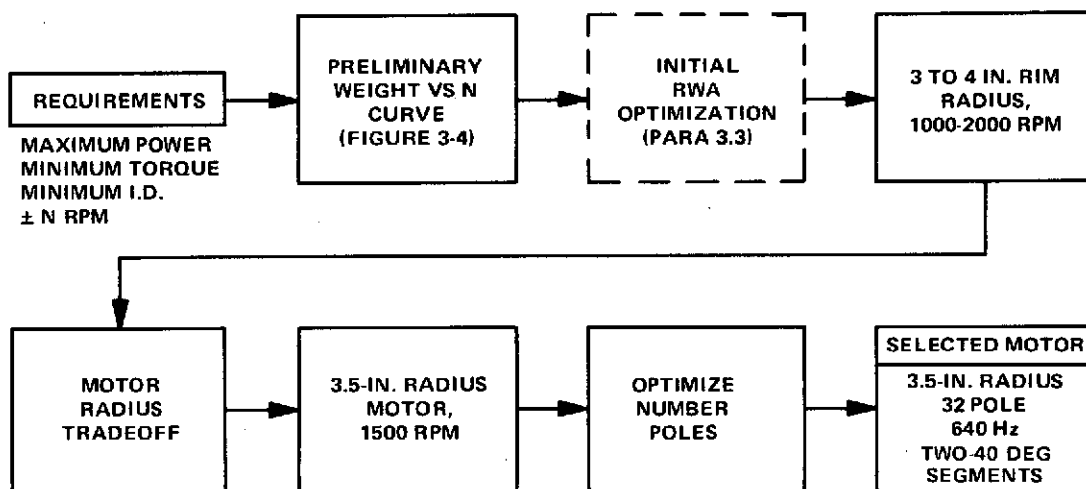 REQUIREMENTS
MAXIMUM POWER
MINIMUM TORQUE
MINIMUM I.D.
± N RPM
PRELIMINARY
WEIGHT VS N
CURVE
(FIGURE 3-4)
INITIAL
RWA
OPTIMIZATION
(PARA 3.3)
3 TO 4 IN. RIM
RADIUS,
1000-2000 RPM
MOTOR
RADIUS
TRADEOFF
3.5-IN. RADIUS
MOTOR,
1500 RPM
OPTIMIZE
NUMBER
POLES
SELECTED MOTOR
3.5-IN. RADIUS
32 POLE
640 Hz
TWO-40 DEG
SEGMENTS